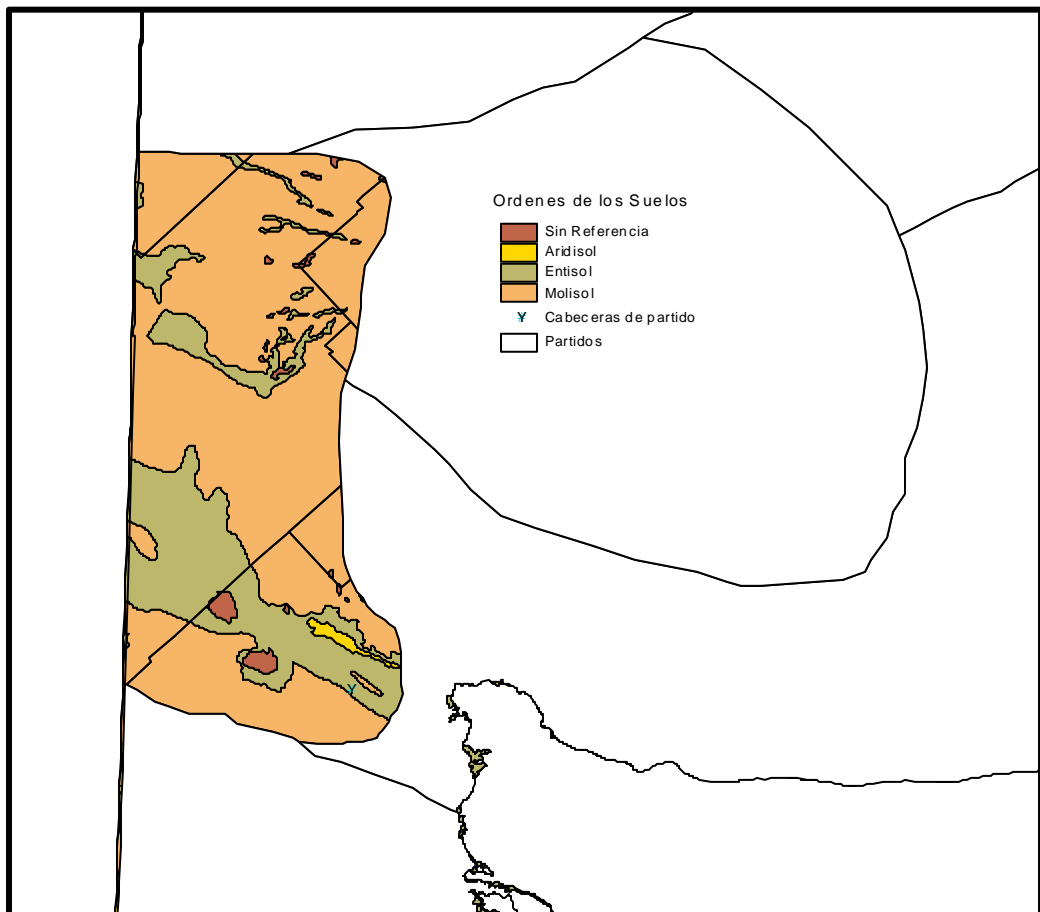 Ordenes de los Suelos
Sin Referencia
Aridisol
Entisol
Molisol
Cabeceras de partido
Partidos